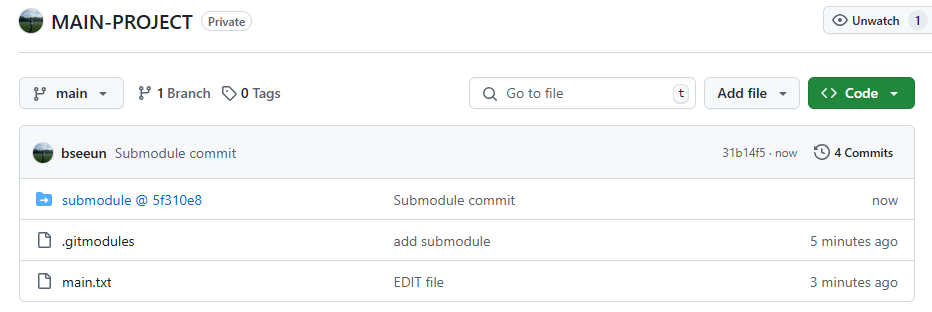 MAIN-PROJECT Private Unwatch 1
main 1 Branch 0 Tags Go to file t Add file <> Code
bseeun Submodule commit 31b14f5 · now 4 Commits
submodule @ 5f310e8 Submodule commit now
.gitmodules add submodule 5 minutes ago
main.txt EDIT file 3 minutes ago